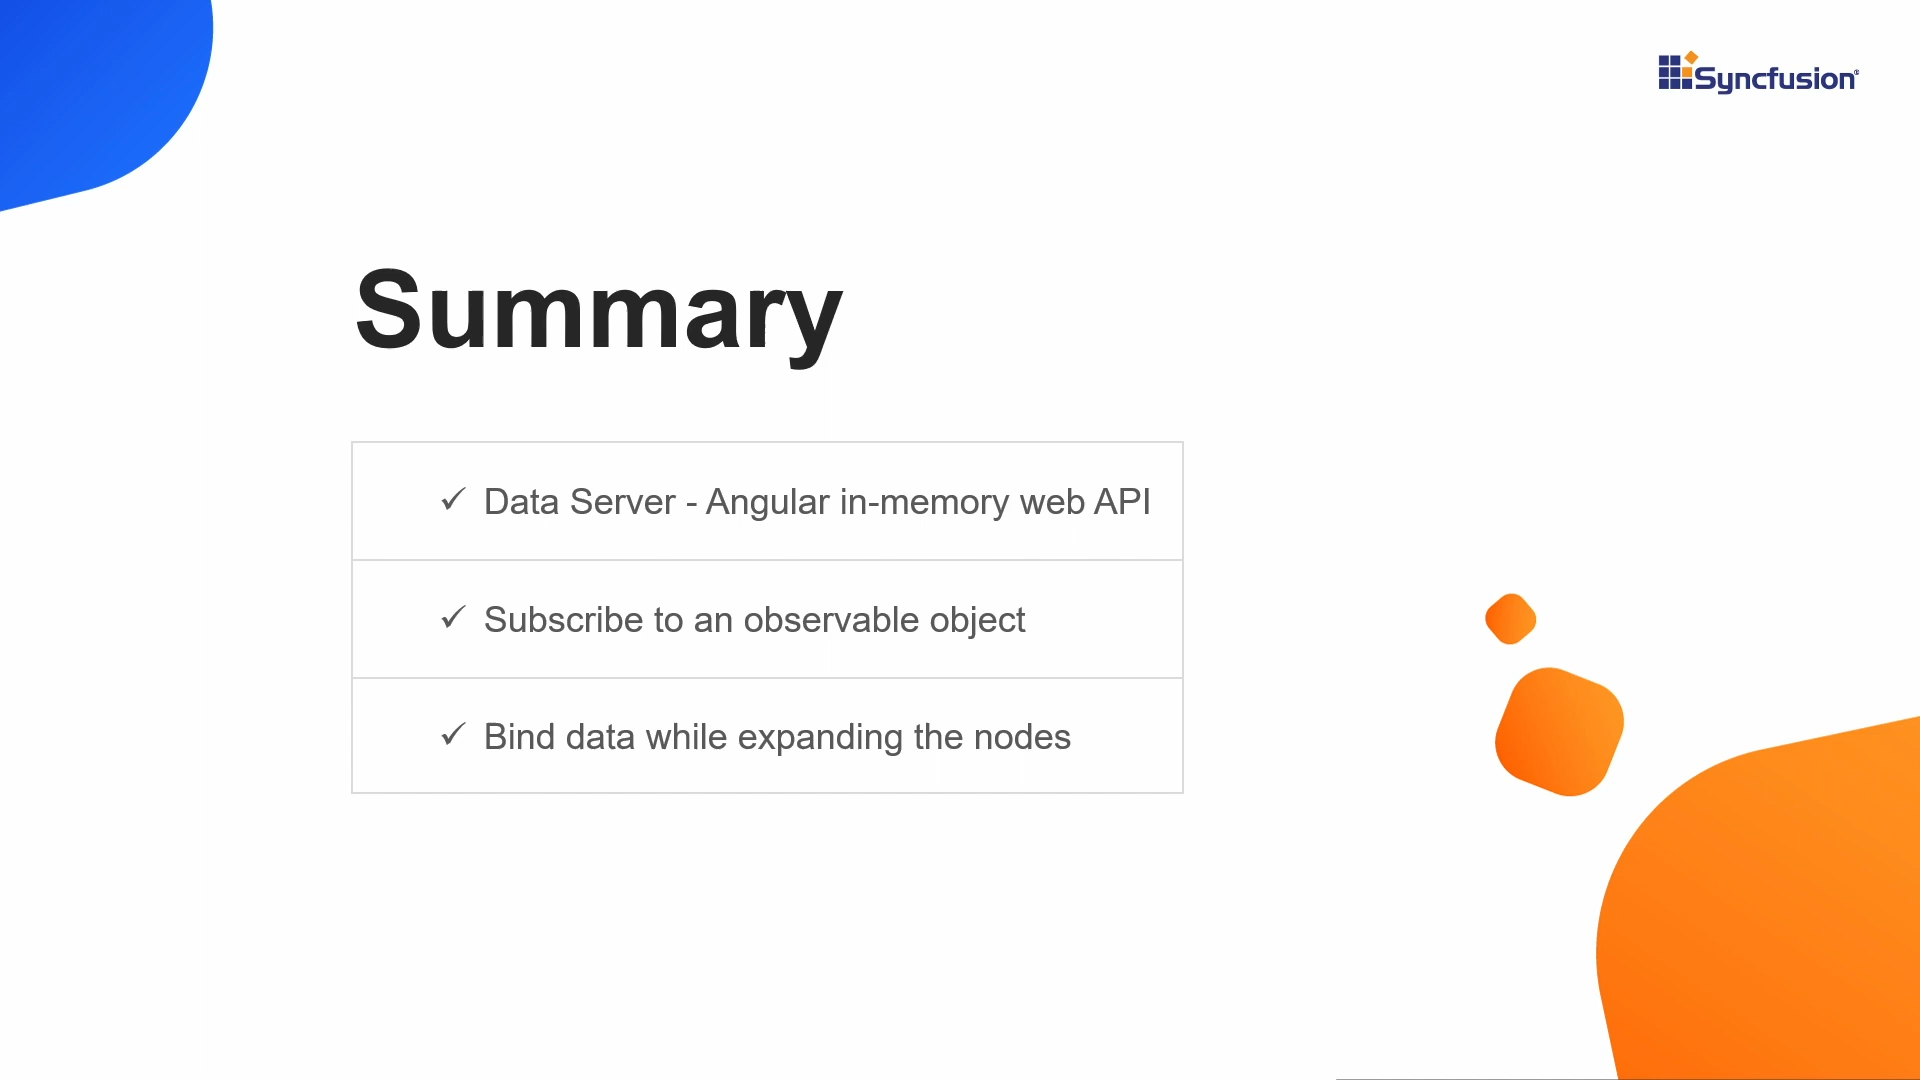 Syncfusion®
Summary
✓ Data Server - Angular in-memory web API
✓ Subscribe to an observable object
✓ Bind data while expanding the nodes